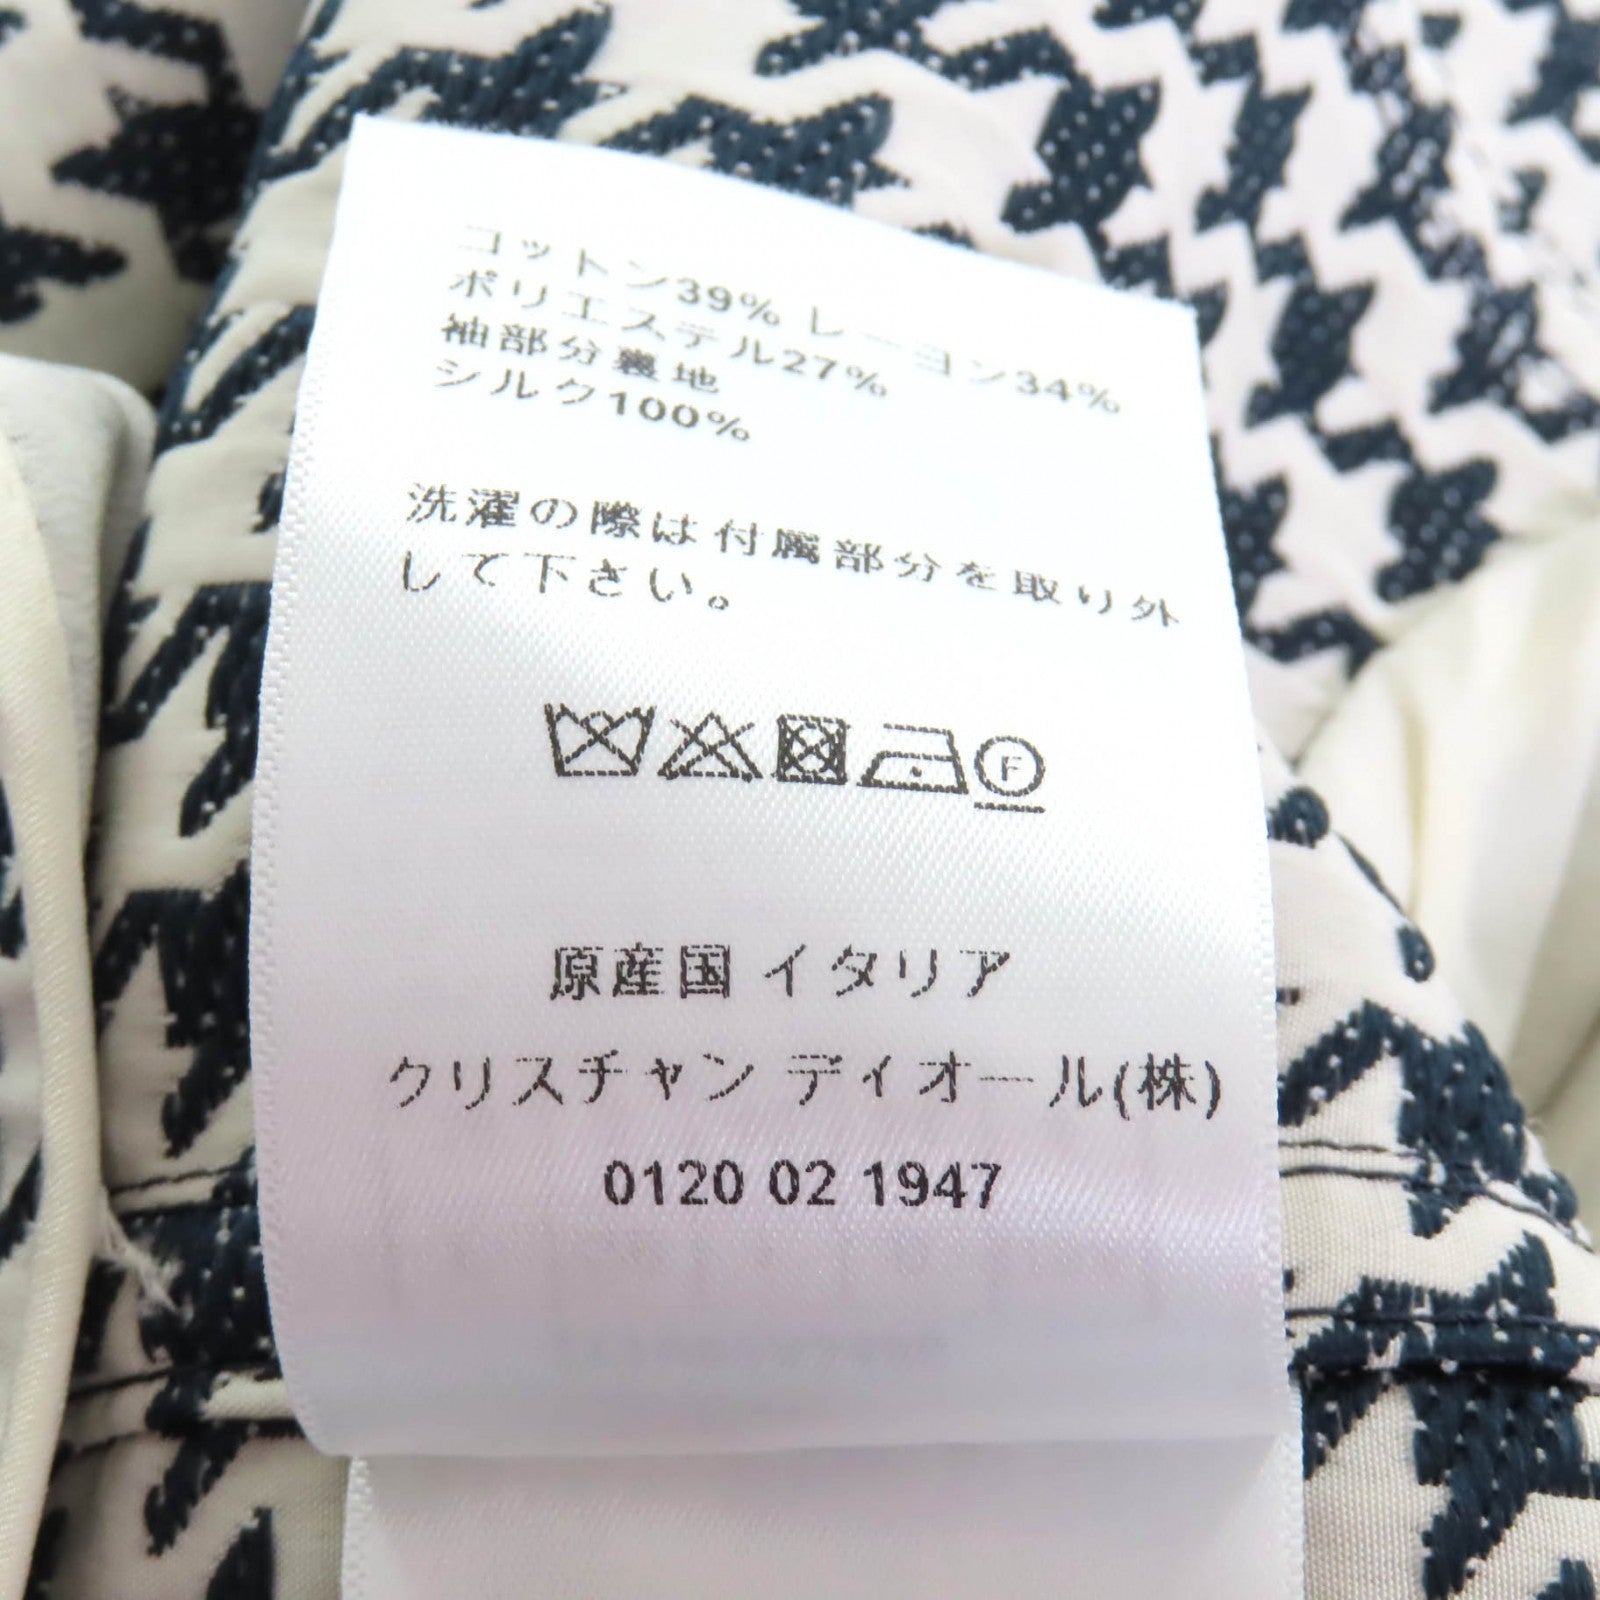 コットン39% レーヨン34%
ポリエステル27%
袖部分裏地
シルク100%
洗濯の際は付属部分を取り外
して下さい。
F
原産国 イタリア
クリスチャン ディオール(株)
0120 02 1947